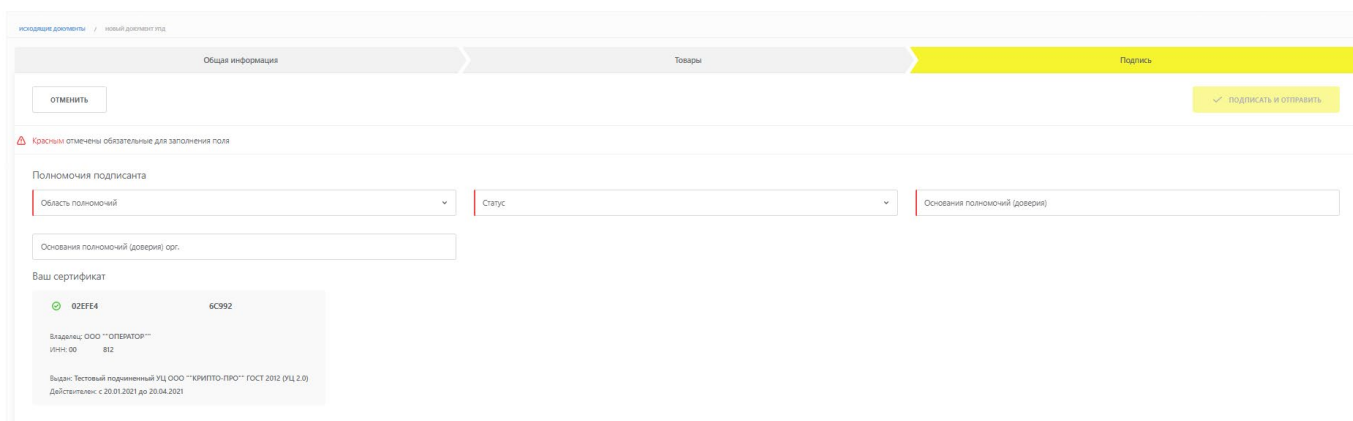 ИСХОДЯЩИЕ ДОКУМЕНТЫ / НОВЫЙ ДОКУМЕНТ УПД
Общая информация
Товары
Подпись
ОТМЕНИТЬ
ПОДПИСАТЬ И ОТПРАВИТЬ
Красным отмечены обязательные для заполнения поля
Полномочия подписанта
Область полномочий
Статус
Основания полномочий (доверия)
Основания полномочий (доверия) орг.
Ваш сертификат
02EFE4 6C992
Владелец: ООО ""ОПЕРАТОР""
ИНН: 00 812
Выдан: Тестовый подчиненный УЦ ООО ""КРИПТО-ПРО"" ГОСТ 2012 (УЦ 2.0)
Действителен: с 20.01.2021 до 20.04.2021